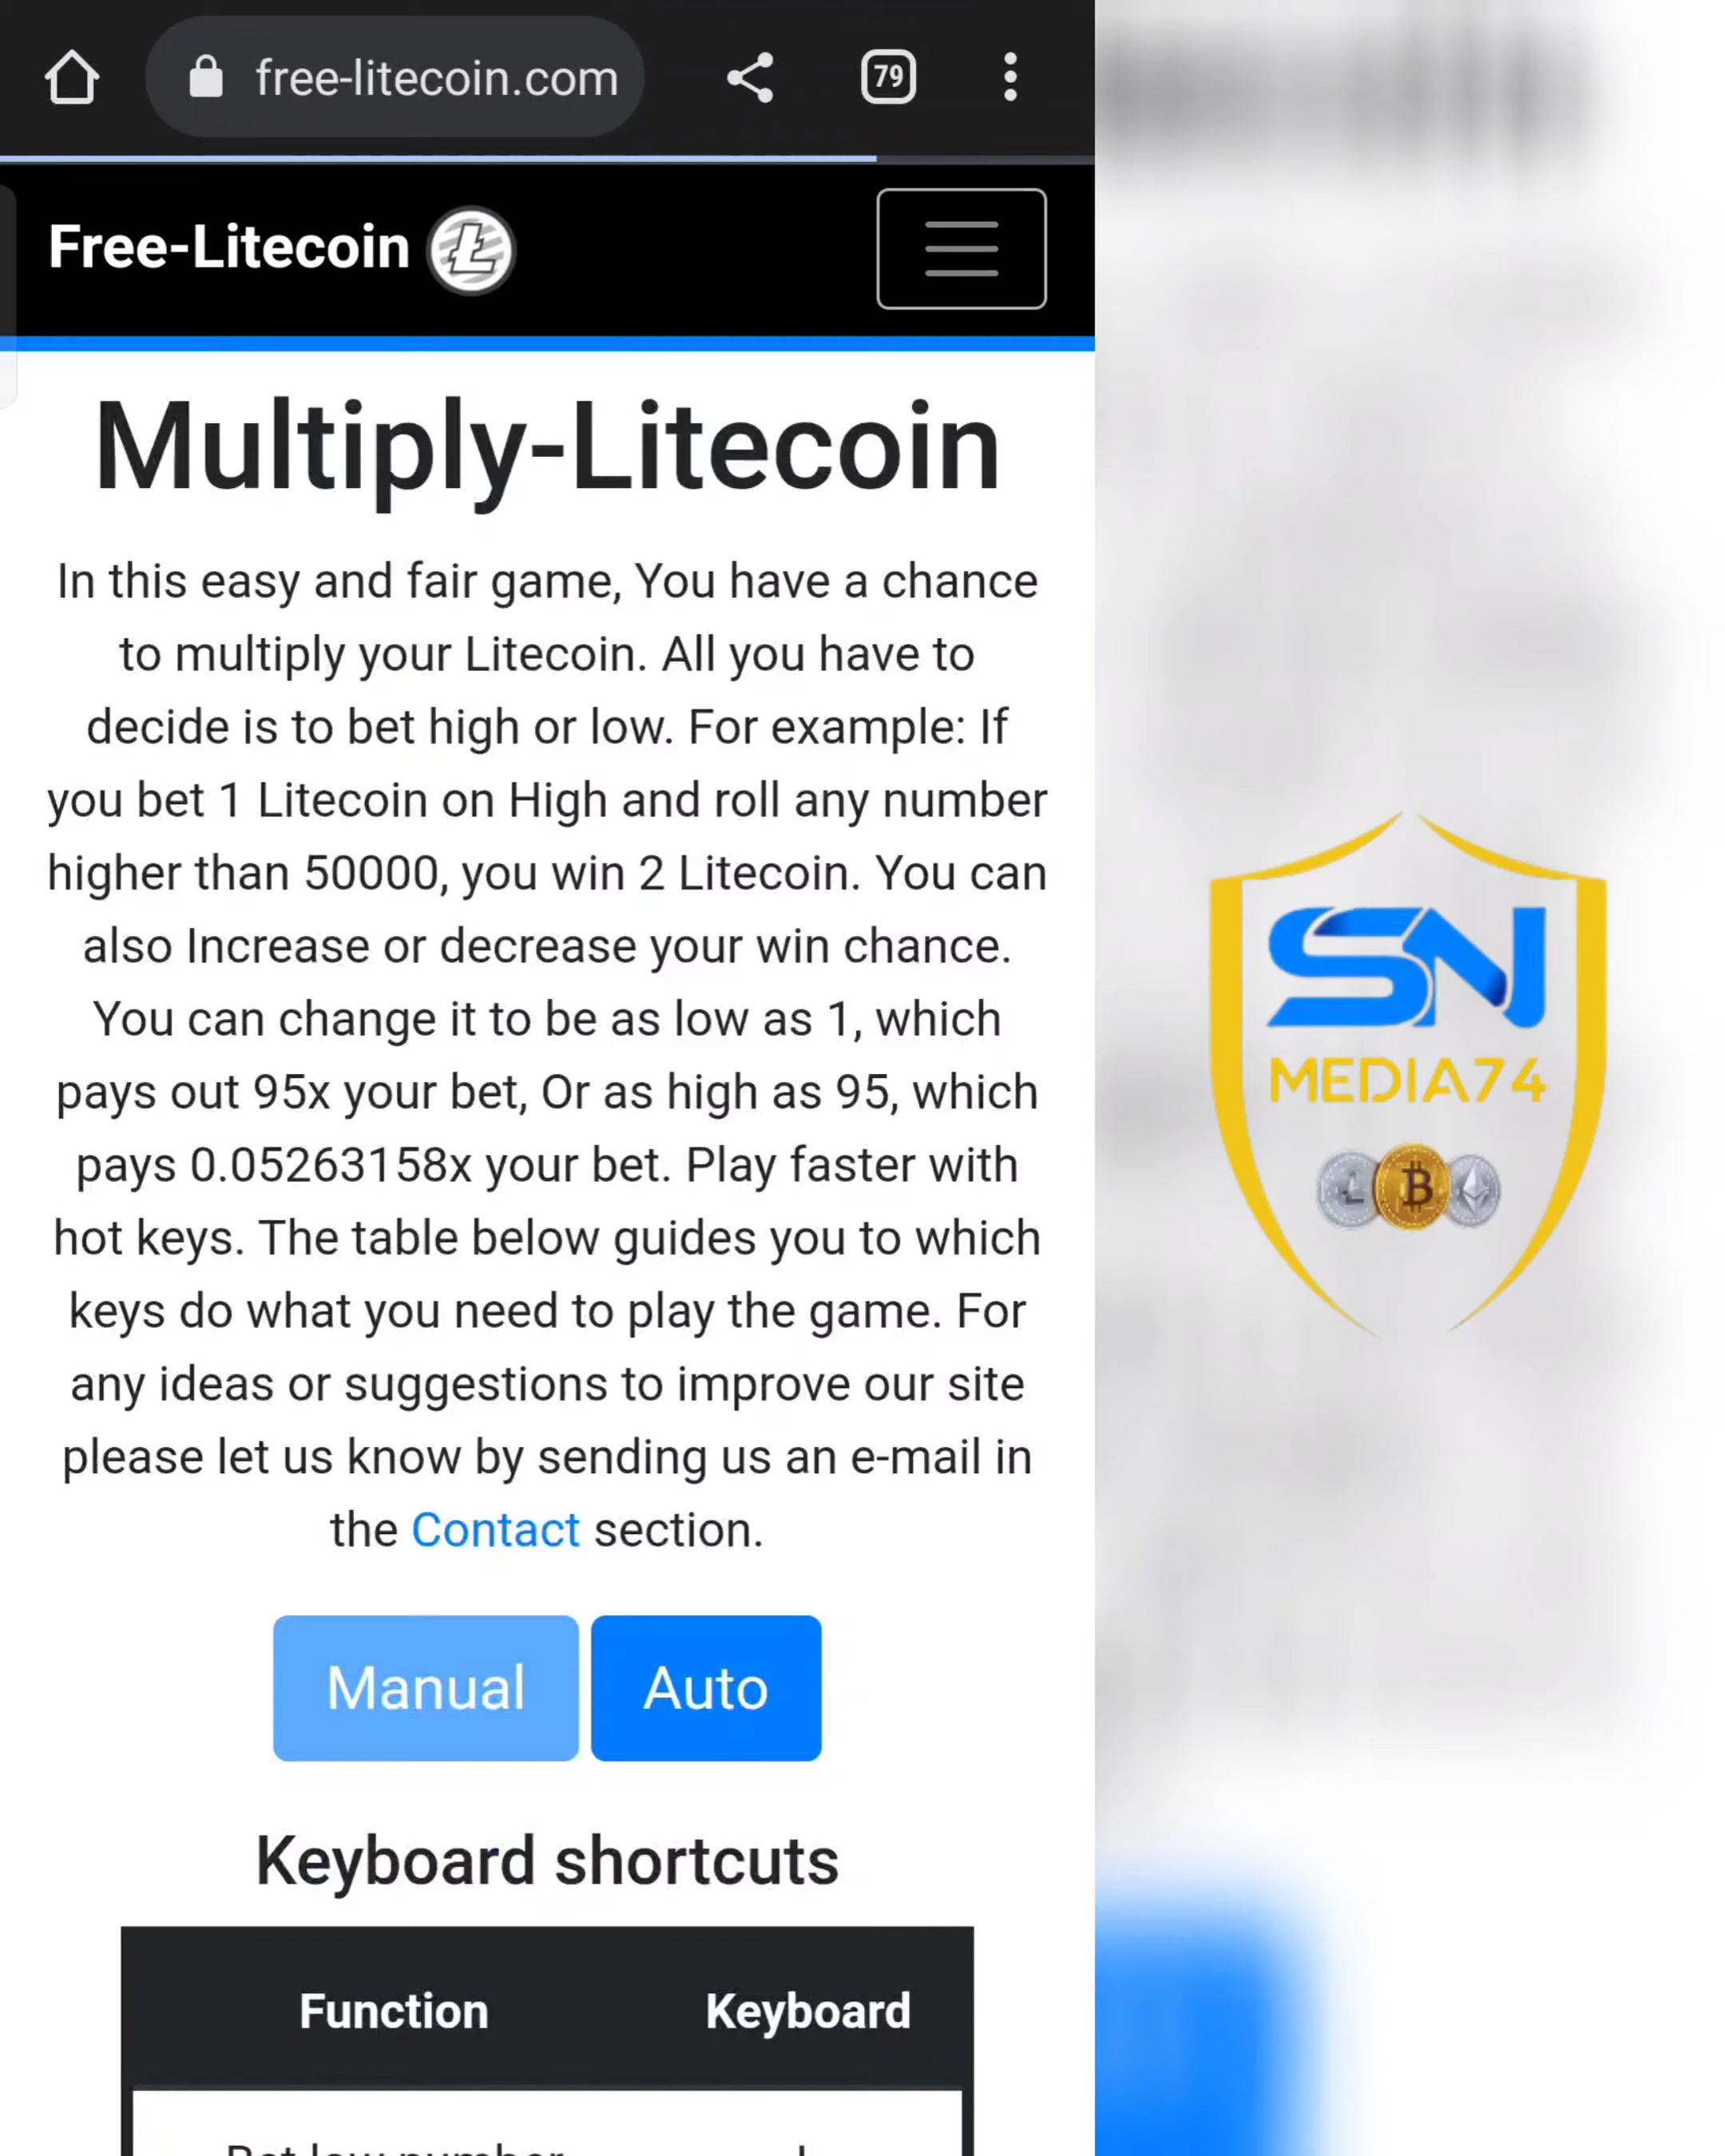 free-litecoin.com
79
Free-Litecoin
Multiply-Litecoin
In this easy and fair game, You have a chance
to multiply your Litecoin. All you have to
decide is to bet high or low. For example: If
you bet 1 Litecoin on High and roll any number
higher than 50000, you win 2 Litecoin. You can
also Increase or decrease your win chance.
You can change it to be as low as 1, which
pays out 95x your bet, Or as high as 95, which
pays 0.05263158x your bet. Play faster with
hot keys. The table below guides you to which
keys do what you need to play the game. For
any ideas or suggestions to improve our site
please let us know by sending us an e-mail in
the Contact section.
Manual Auto
Keyboard shortcuts
Function Keyboard
Bet low number
SN
MEDIA74